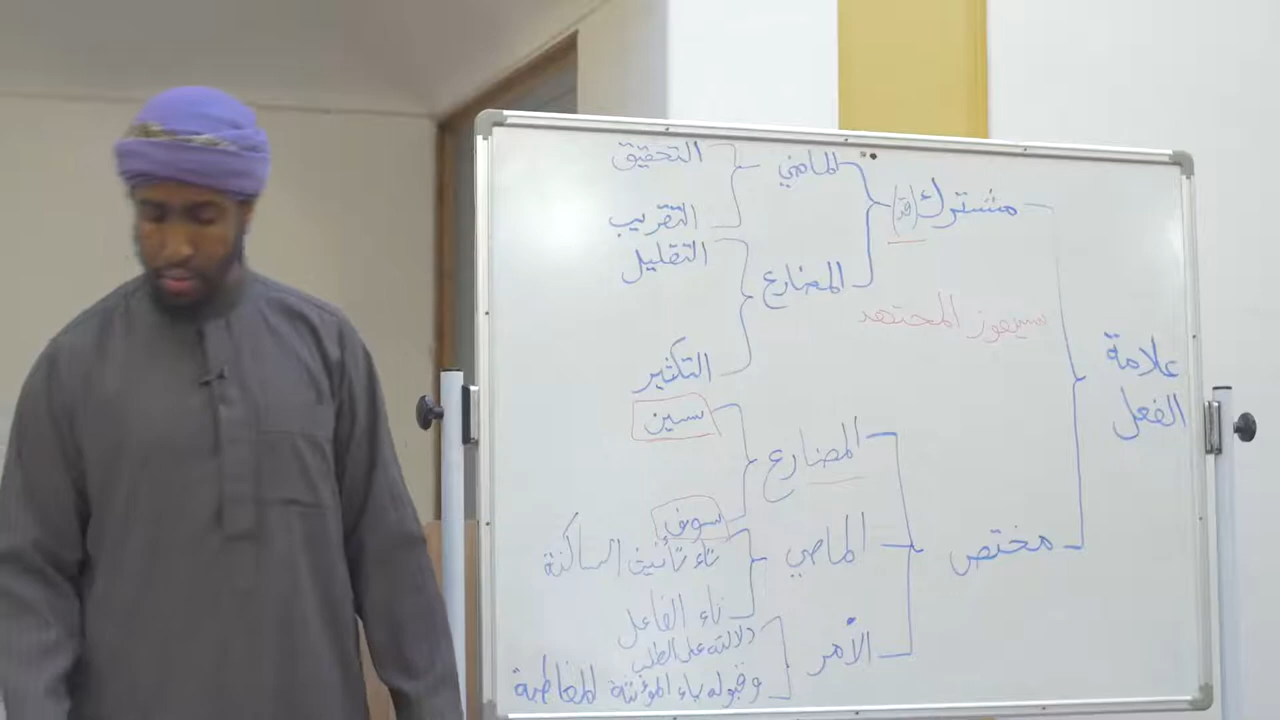 علامة
الفعل
مشترك (قد)
الماضي
التحقيق
التقريب
المضارع
التقليل
التكثير
سيفوز المجتهد
مختص
المضارع
سين
سوف
الماضي
تاء تأنيث الساكنة
تاء الفاعل
الأمر
دلالته على الطلب
وقبوله ياء المؤنثة المخاطبة